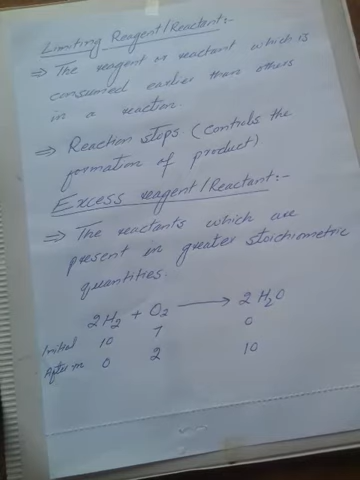 Limiting Reagent/Reactant:-
⇒ The reagent or reactant which is
consumed earlier than others
in a reaction.
⇒ Reaction stops (controls the
formation of product)
Excess reagent/Reactant:-
⇒ The reactants which are
present in greater stoichiometric
quantities.
2H₂ + O₂ ⟶ 2H₂O
Initial 10 7 0
After rx 0 2 10